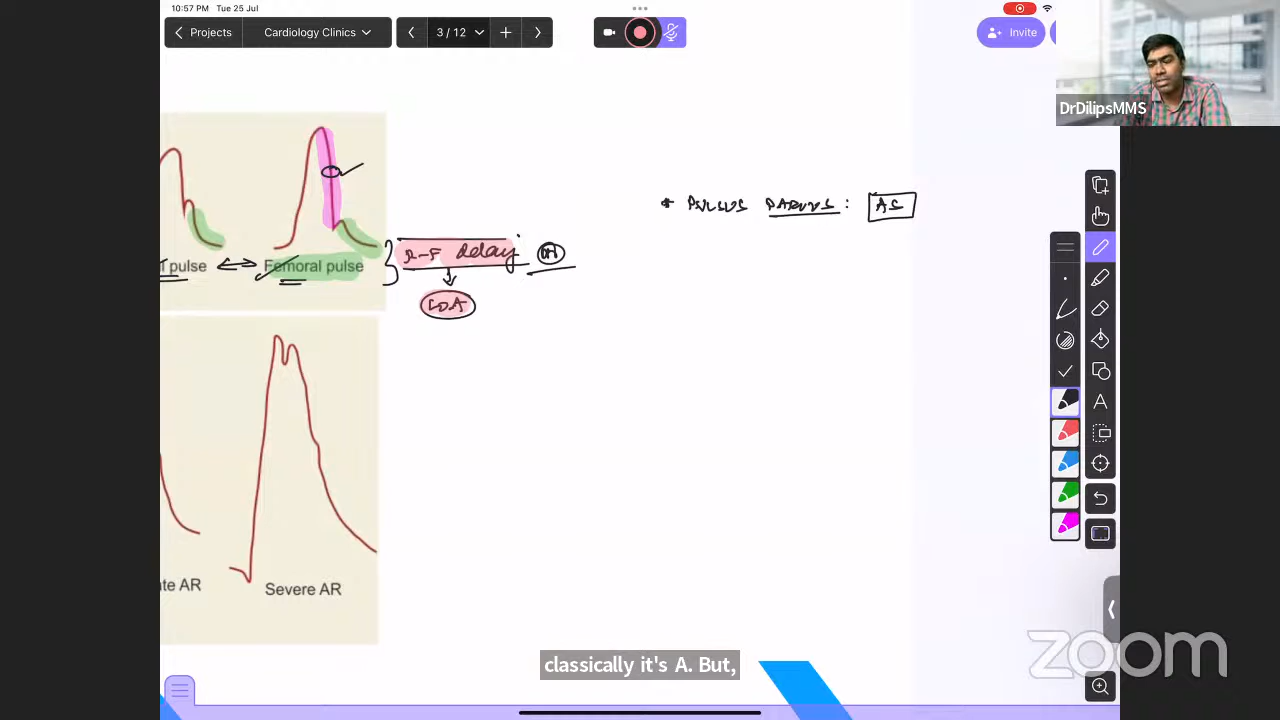 10:57 PM Tue 25 Jul
Projects Cardiology Clinics 3 / 12 Invite
DrDilipsMMS
* PULSUS PARVUS : AS
pulse Femoral pulse
R-F delay
COA
te AR Severe AR
classically it's A. But,
zoom